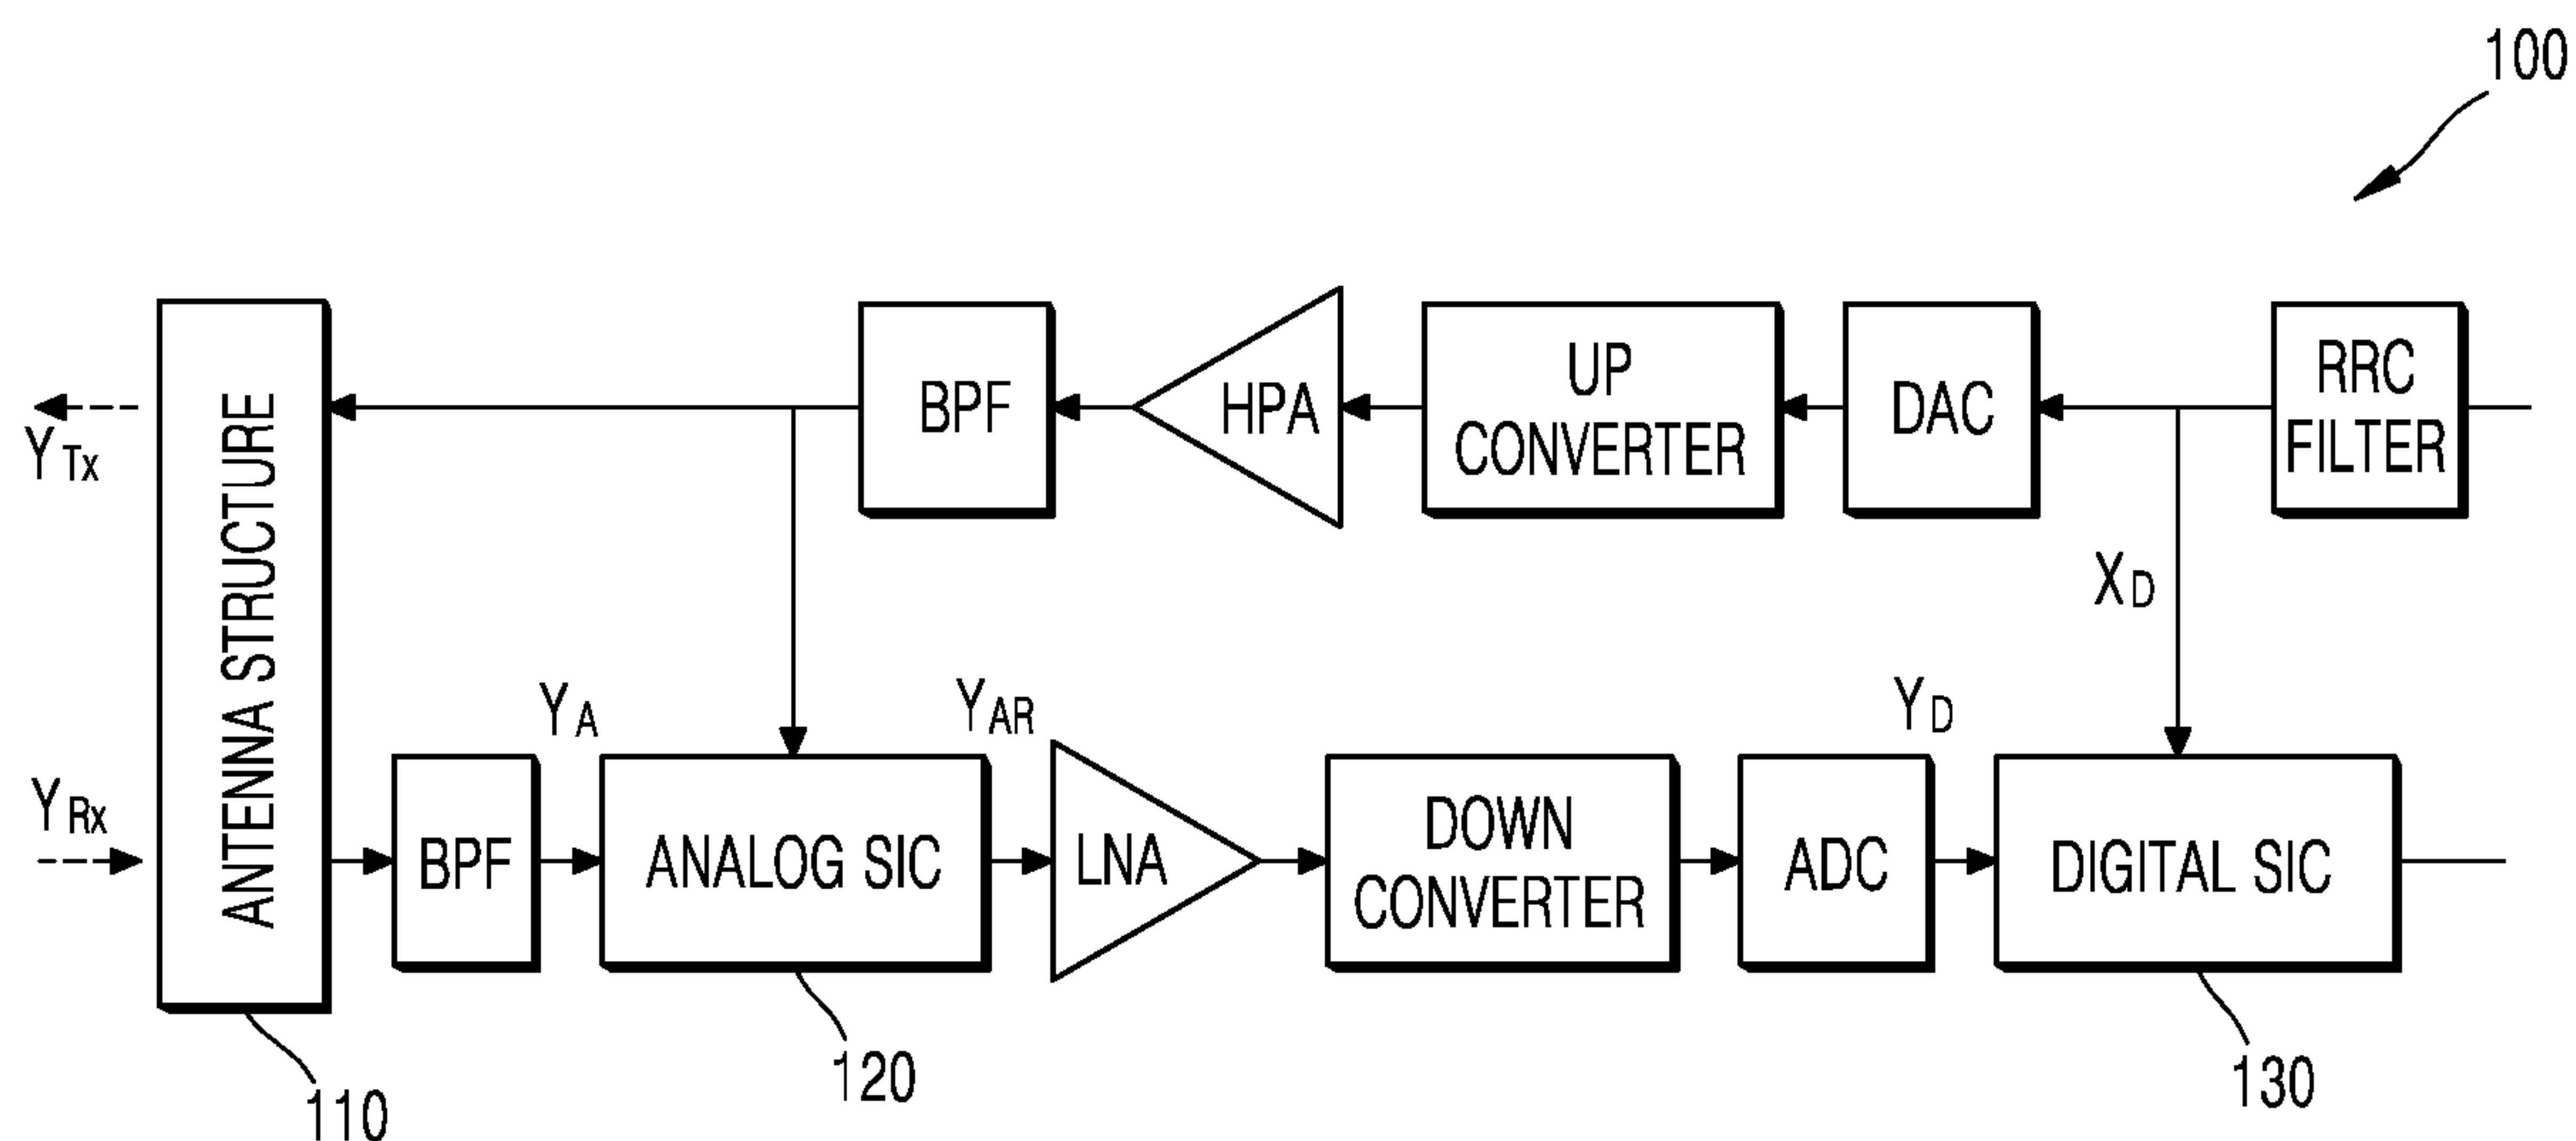 100
ANTENNA STRUCTURE
BPF
HPA
UP
CONVERTER
DAC
RRC
FILTER
YTx
XD
YA
YAR
YD
YRx
BPF
ANALOG SIC
LNA
DOWN
CONVERTER
ADC
DIGITAL SIC
110
120
130